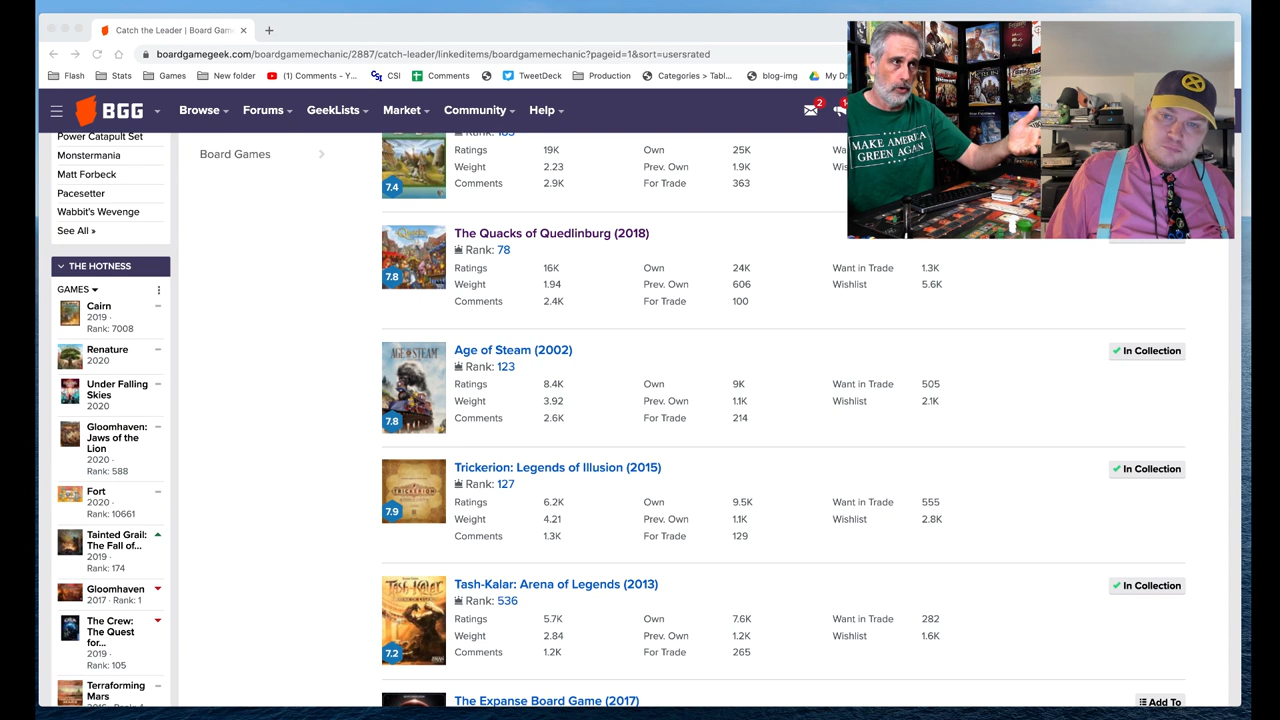 Catch the Leader | Board Gam
boardgamegeek.com/boardgamemechanic/2887/catch-leader/linkeditems/boardgamemechanic?pageid=1&sort=usersrated
Flash Stats Games New folder (1) Comments - Y... CSI Comments TweetDeck Production Categories > Tabl... blog-img My Dr
BGG Browse Forums GeekLists Market Community Help 2
Power Catapult Set
Monstermania
Matt Forbeck
Pacesetter
Wabbit's Wevenge
See All »
THE HOTNESS
GAMES
Cairn
2019 ·
Rank: 7008
Renature
2020
Under Falling
Skies
2020
Gloomhaven:
Jaws of the
Lion
2020 ·
Rank: 588
Fort
2020 ·
Rank: 10661
Tainted Grail:
The Fall of...
2019 ·
Rank: 174
Gloomhaven
2017 · Rank: 1
The Crew:
The Quest
for...
2019 ·
Rank: 105
Terraforming
Mars
Board Games
7.4
Ratings 19K Own 25K
Weight 2.23 Prev. Own 1.9K
Comments 2.9K For Trade 363
The Quacks of Quedlinburg (2018)
Rank: 78
7.8
Ratings 16K Own 24K Want in Trade 1.3K
Weight 1.94 Prev. Own 606 Wishlist 5.6K
Comments 2.4K For Trade 100
AGE OF STEAM
Age of Steam (2002) In Collection
Rank: 123
7.8
Ratings 8.4K Own 9K Want in Trade 505
Weight 3.92 Prev. Own 1.1K Wishlist 2.1K
Comments 2.6K For Trade 214
TRICKERION
Trickerion: Legends of Illusion (2015) In Collection
Rank: 127
7.9
Ratings Own 9.5K Want in Trade 555
Weight 4.21 Prev. Own 1.1K Wishlist 2.8K
Comments 1.3K For Trade 129
TASH-KALAR
Tash-Kalar: Arena of Legends (2013) In Collection
Rank: 536
7.2
Ratings 5.7K Own 7.6K Want in Trade 282
Weight Prev. Own 1.2K Wishlist 1.6K
Comments 1.2K For Trade 265
The Expanse Board Game (2017 Add To
MAKE AMERICA
GREEN AGAIN